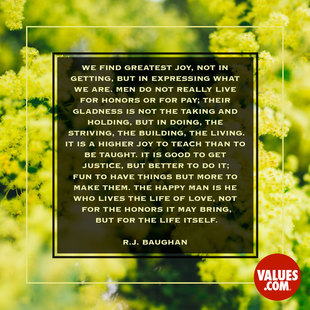 WE FIND GREATEST JOY, NOT IN
GETTING, BUT IN EXPRESSING WHAT
WE ARE. MEN DO NOT REALLY LIVE
FOR HONORS OR FOR PAY; THEIR
GLADNESS IS NOT THE TAKING AND
HOLDING, BUT IN DOING, THE
STRIVING, THE BUILDING, THE LIVING.
IT IS A HIGHER JOY TO TEACH THAN TO
BE TAUGHT. IT IS GOOD TO GET
JUSTICE, BUT BETTER TO DO IT;
FUN TO HAVE THINGS BUT MORE TO
MAKE THEM. THE HAPPY MAN IS HE
WHO LIVES THE LIFE OF LOVE, NOT
FOR THE HONORS IT MAY BRING,
BUT FOR THE LIFE ITSELF.
R.J. BAUGHAN
VALUES
.COM